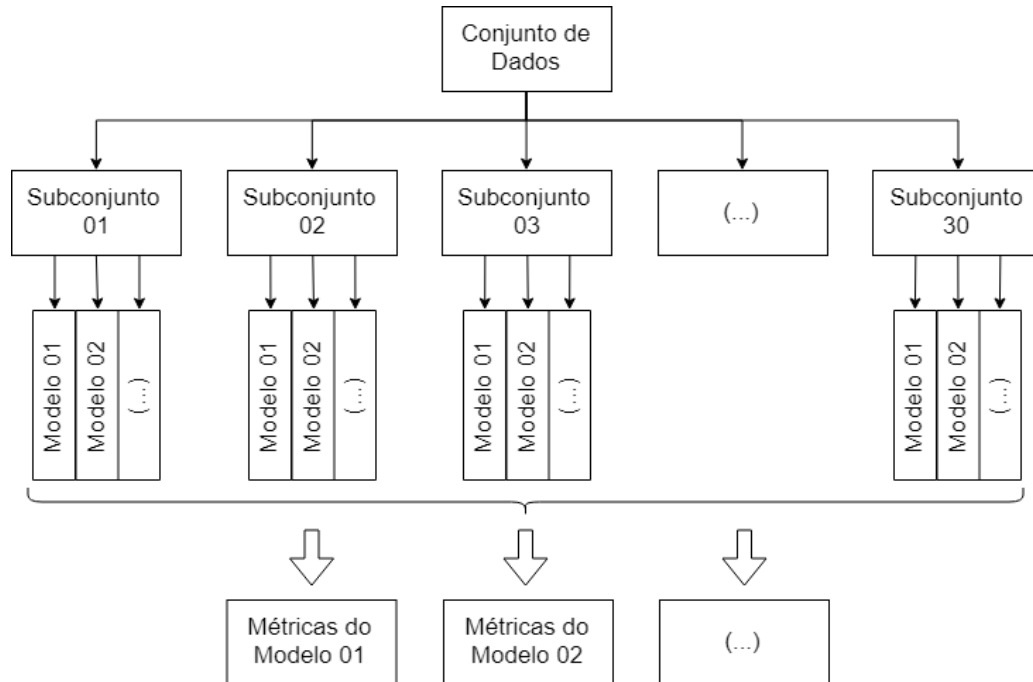 Conjunto de
Dados
Subconjunto
01
Subconjunto
02
Subconjunto
03
(...)
Subconjunto
30
Modelo 01
Modelo 02
(...)
Modelo 01
Modelo 02
(...)
Modelo 01
Modelo 02
(...)
Modelo 01
Modelo 02
(...)
Métricas do
Modelo 01
Métricas do
Modelo 02
(...)